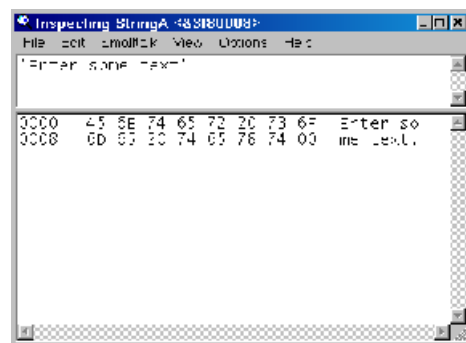 Inspecting StringA <&3180008>
File Edit Smalltalk View Options Help
'Enter some text'
0000 45 6E 74 65 72 20 73 6F Enter so
0008 6D 65 20 74 65 78 74 00 me text.